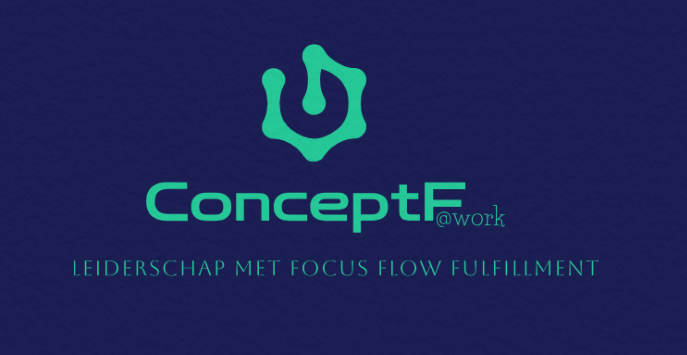 ConceptF
@work
LEIDERSCHAP MET FOCUS FLOW FULFILLMENT